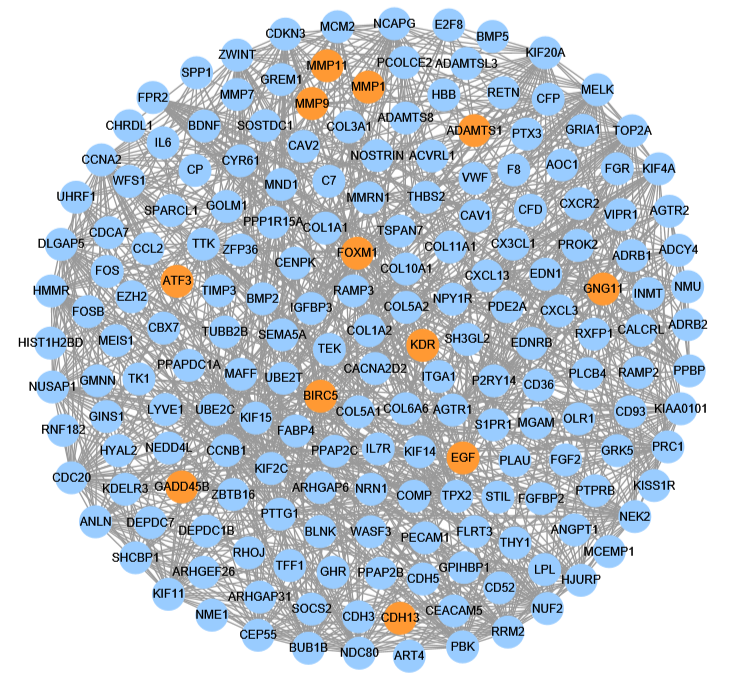 NCAPG
E2F8
MCM2
CDKN3
BMP5
KIF20A
ZWINT
MMP11
PCOLCE2
ADAMTSL3
SPP1
GREM1
MMP1
HBB
RETN
MELK
FPR2
MMP7
MMP9
CFP
ADAMTS8
CHRDL1
BDNF
SOSTDC1
COL3A1
ADAMTS1
PTX3
GRIA1
TOP2A
IL6
CAV2
NOSTRIN
ACVRL1
CCNA2
CYR61
AOC1
FGR
KIF4A
CP
F8
WFS1
MND1
C7
VWF
UHRF1
MMRN1
THBS2
CXCR2
SPARCL1
GOLM1
CFD
VIPR1
AGTR2
PPP1R15A
CAV1
COL1A1
CDCA7
TSPAN7
DLGAP5
CCL2
TTK
ZFP36
COL11A1
CX3CL1
PROK2
ADRB1
ADCY4
FOXM1
CENPK
COL10A1
FOS
CXCL13
EDN1
ATF3
HMMR
TIMP3
RAMP3
GNG11
INMT
NMU
EZH2
BMP2
IGFBP3
COL5A2
NPY1R
PDE2A
FOSB
CXCL3
CBX7
TUBB2B
COL1A2
RXFP1
CALCRL
ADRB2
HIST1H2BD
MEIS1
SEMA5A
TEK
KDR
SH3GL2
EDNRB
PPAPDC1A
CACNA2D2
PPBP
NUSAP1
GMNN
TK1
MAFF
UBE2T
ITGA1
P2RY14
CD36
PLCB4
RAMP2
BIRC5
LYVE1
UBE2C
KIF15
COL5A1
COL6A6
AGTR1
KIAA0101
GINS1
OLR1
CD93
RNF182
FABP4
S1PR1
MGAM
HYAL2
NEDD4L
CCNB1
PPAP2C
IL7R
KIF14
PRC1
GRK5
EGF
PLAU
FGF2
KIF2C
CDC20
KDELR3
GADD45B
ZBTB16
ARHGAP6
NRN1
COMP
TPX2
STIL
FGFBP2
PTPRB
KISS1R
PTTG1
ANLN
DEPDC7
DEPDC1B
BLNK
WASF3
PECAM1
FLRT3
THY1
ANGPT1
NEK2
SHCBP1
RHOJ
MCEMP1
ARHGEF26
TFF1
GHR
PPAP2B
CDH5
GPIHBP1
LPL
HJURP
KIF11
ARHGAP31
CD52
NME1
SOCS2
CDH3
CDH13
CEACAM5
NUF2
CEP55
RRM2
BUB1B
NDC80
ART4
PBK